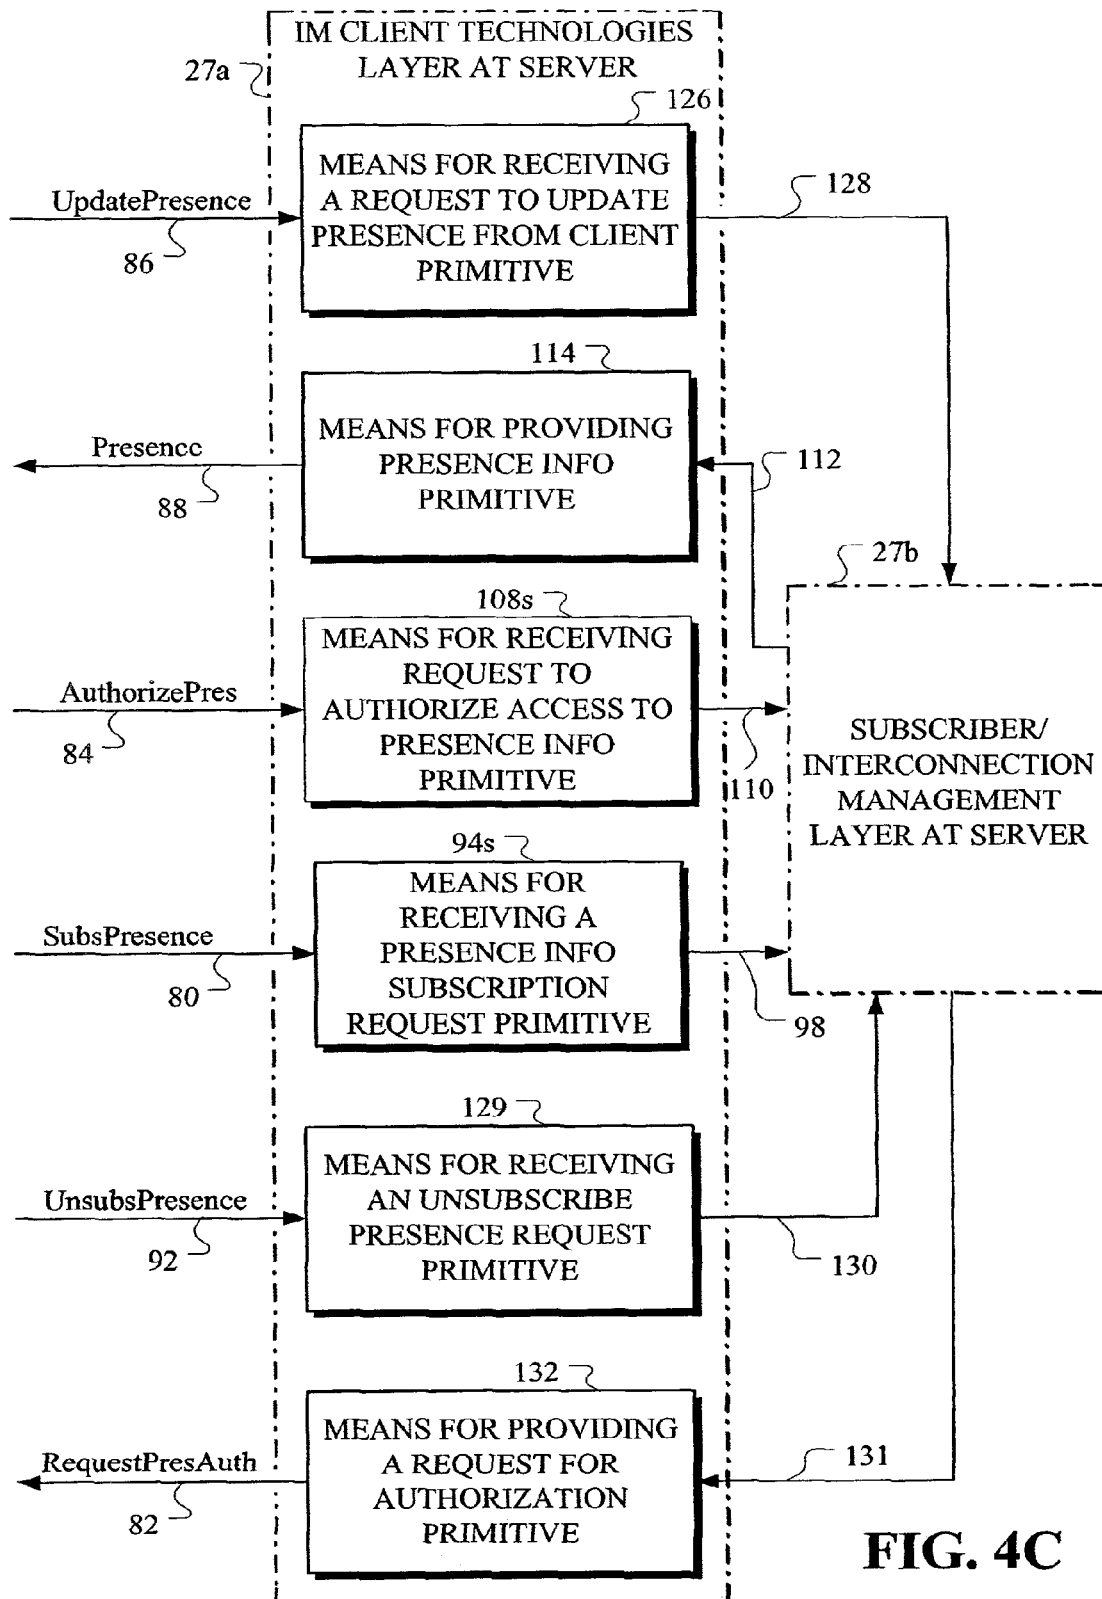 IM CLIENT TECHNOLOGIES
LAYER AT SERVER
27a
126
MEANS FOR RECEIVING
A REQUEST TO UPDATE
PRESENCE FROM CLIENT
PRIMITIVE
UpdatePresence
86
128
114
MEANS FOR PROVIDING
PRESENCE INFO
PRIMITIVE
Presence
88
112
27b
108s
MEANS FOR RECEIVING
REQUEST TO
AUTHORIZE ACCESS TO
PRESENCE INFO
PRIMITIVE
AuthorizePres
84
110
SUBSCRIBER/
INTERCONNECTION
MANAGEMENT
LAYER AT SERVER
94s
MEANS FOR
RECEIVING A
PRESENCE INFO
SUBSCRIPTION
REQUEST PRIMITIVE
SubsPresence
80
98
129
MEANS FOR RECEIVING
AN UNSUBSCRIBE
PRESENCE REQUEST
PRIMITIVE
UnsubsPresence
92
130
132
MEANS FOR PROVIDING
A REQUEST FOR
AUTHORIZATION
PRIMITIVE
RequestPresAuth
82
131
FIG. 4C